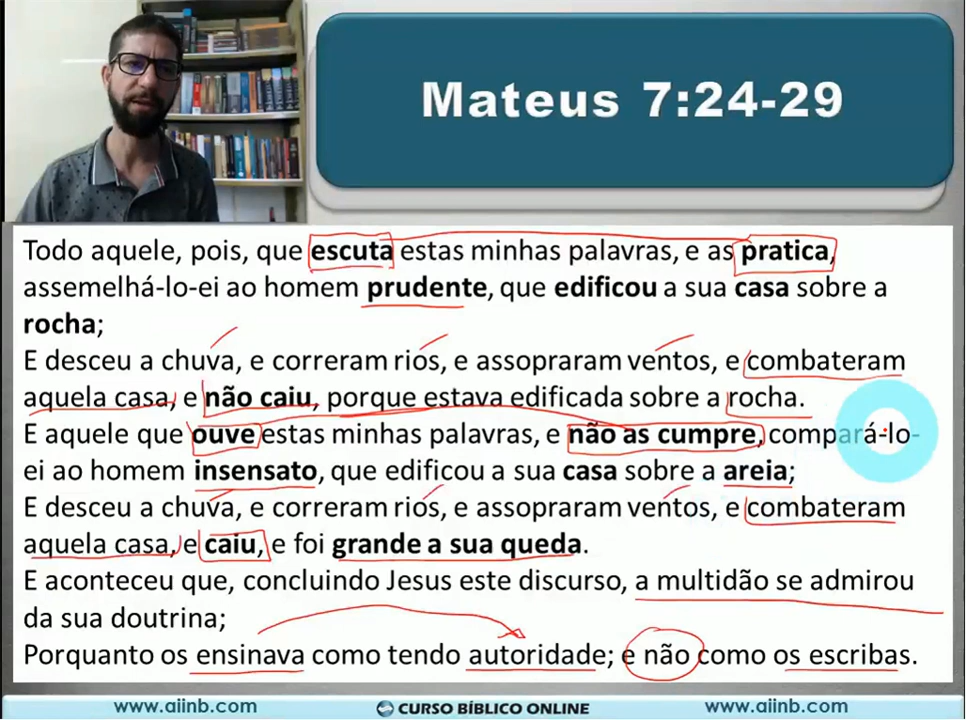 Mateus 7:24-29
Todo aquele, pois, que escuta estas minhas palavras, e as pratica,
assemelhá-lo-ei ao homem prudente, que edificou a sua casa sobre a
rocha;
E desceu a chuva, e correram rios, e assopraram ventos, e combateram
aquela casa, e não caiu, porque estava edificada sobre a rocha.
E aquele que ouve estas minhas palavras, e não as cumpre, compará-lo-
ei ao homem insensato, que edificou a sua casa sobre a areia;
E desceu a chuva, e correram rios, e assopraram ventos, e combateram
aquela casa, e caiu, e foi grande a sua queda.
E aconteceu que, concluindo Jesus este discurso, a multidão se admirou
da sua doutrina;
Porquanto os ensinava como tendo autoridade; e não como os escribas.
www.aiinb.com CURSO BÍBLICO ONLINE www.aiinb.com